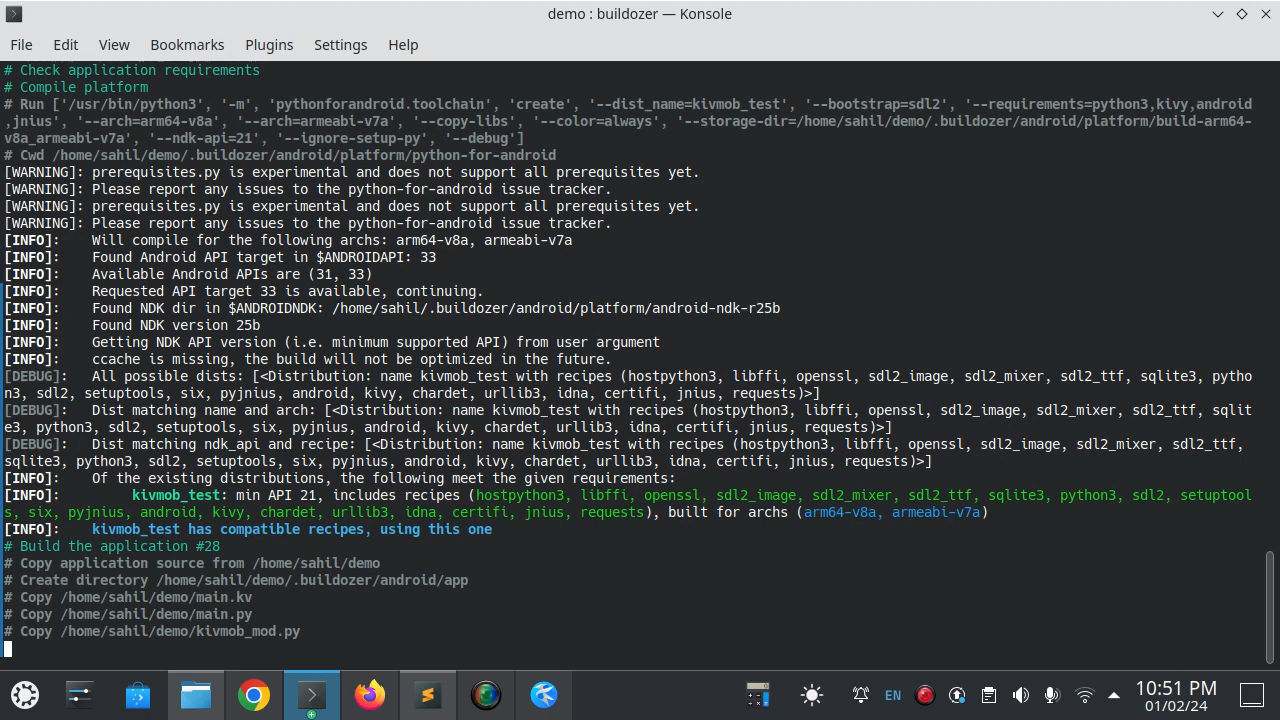 demo : buildozer — Konsole
File Edit View Bookmarks Plugins Settings Help
# Check application requirements
# Compile platform
# Run ['/usr/bin/python3', '-m', 'pythonforandroid.toolchain', 'create', '--dist_name=kivmob_test', '--bootstrap=sdl2', '--requirements=python3,kivy,android
,jnius', '--arch=arm64-v8a', '--arch=armeabi-v7a', '--copy-libs', '--color=always', '--storage-dir=/home/sahil/demo/.buildozer/android/platform/build-arm64-
v8a_armeabi-v7a', '--ndk-api=21', '--ignore-setup-py', '--debug']
# Cwd /home/sahil/demo/.buildozer/android/platform/python-for-android
[WARNING]: prerequisites.py is experimental and does not support all prerequisites yet.
[WARNING]: Please report any issues to the python-for-android issue tracker.
[WARNING]: prerequisites.py is experimental and does not support all prerequisites yet.
[WARNING]: Please report any issues to the python-for-android issue tracker.
[INFO]: Will compile for the following archs: arm64-v8a, armeabi-v7a
[INFO]: Found Android API target in $ANDROIDAPI: 33
[INFO]: Available Android APIs are (31, 33)
[INFO]: Requested API target 33 is available, continuing.
[INFO]: Found NDK dir in $ANDROIDNDK: /home/sahil/.buildozer/android/platform/android-ndk-r25b
[INFO]: Found NDK version 25b
[INFO]: Getting NDK API version (i.e. minimum supported API) from user argument
[INFO]: ccache is missing, the build will not be optimized in the future.
[DEBUG]: All possible dists: [<Distribution: name kivmob_test with recipes (hostpython3, libffi, openssl, sdl2_image, sdl2_mixer, sdl2_ttf, sqlite3, pytho
n3, sdl2, setuptools, six, pyjnius, android, kivy, chardet, urllib3, idna, certifi, jnius, requests)>]
[DEBUG]: Dist matching name and arch: [<Distribution: name kivmob_test with recipes (hostpython3, libffi, openssl, sdl2_image, sdl2_mixer, sdl2_ttf, sqlit
e3, python3, sdl2, setuptools, six, pyjnius, android, kivy, chardet, urllib3, idna, certifi, jnius, requests)>]
[DEBUG]: Dist matching ndk_api and recipe: [<Distribution: name kivmob_test with recipes (hostpython3, libffi, openssl, sdl2_image, sdl2_mixer, sdl2_ttf,
sqlite3, python3, sdl2, setuptools, six, pyjnius, android, kivy, chardet, urllib3, idna, certifi, jnius, requests)>]
[INFO]: Of the existing distributions, the following meet the given requirements:
[INFO]: kivmob_test: min API 21, includes recipes (hostpython3, libffi, openssl, sdl2_image, sdl2_mixer, sdl2_ttf, sqlite3, python3, sdl2, setuptool
s, six, pyjnius, android, kivy, chardet, urllib3, idna, certifi, jnius, requests), built for archs (arm64-v8a, armeabi-v7a)
[INFO]: kivmob_test has compatible recipes, using this one
# Build the application #28
# Copy application source from /home/sahil/demo
# Create directory /home/sahil/demo/.buildozer/android/app
# Copy /home/sahil/demo/main.kv
# Copy /home/sahil/demo/main.py
# Copy /home/sahil/demo/kivmob_mod.py
EN
10:51 PM
01/02/24